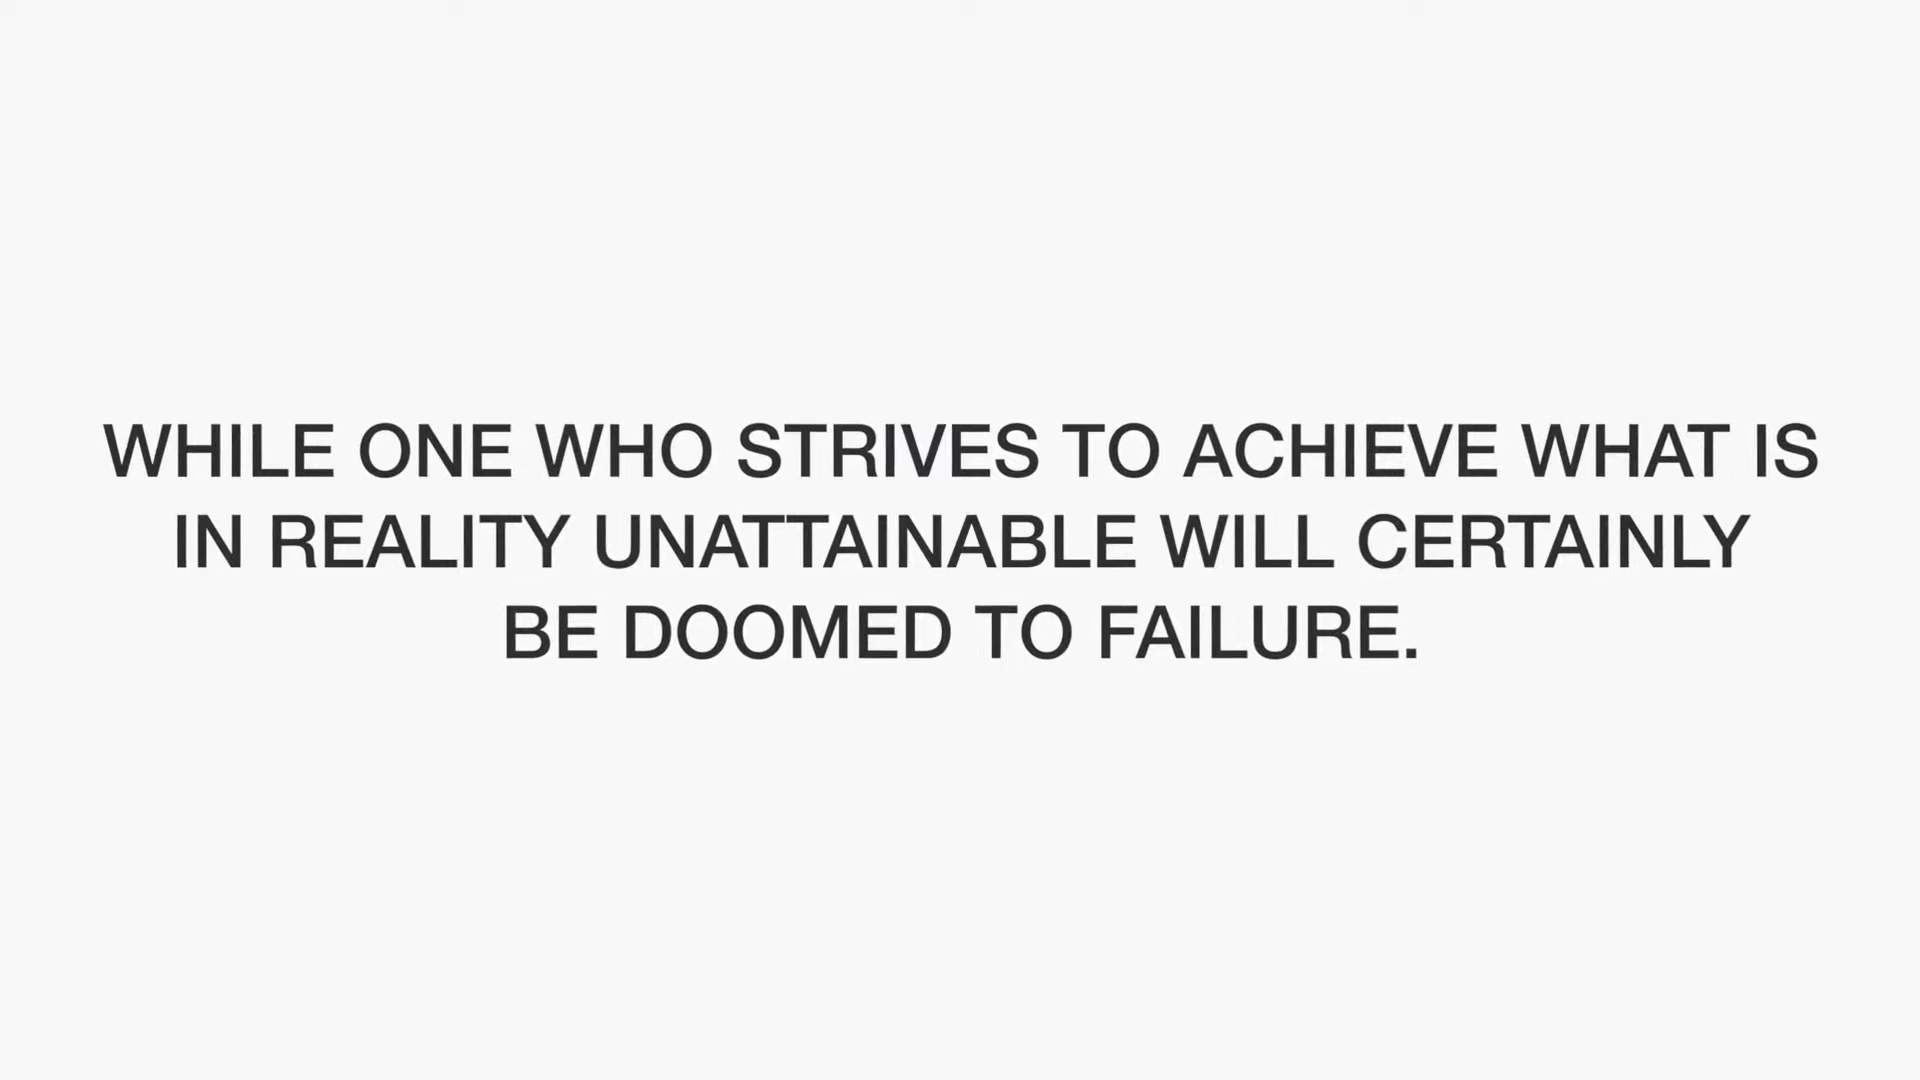 WHILE ONE WHO STRIVES TO ACHIEVE WHAT IS
IN REALITY UNATTAINABLE WILL CERTAINLY
BE DOOMED TO FAILURE.